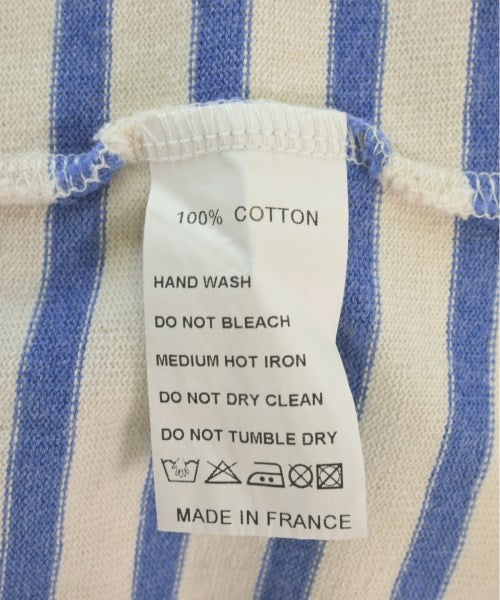 100% COTTON
HAND WASH
DO NOT BLEACH
MEDIUM HOT IRON
DO NOT DRY CLEAN
DO NOT TUMBLE DRY
MADE IN FRANCE